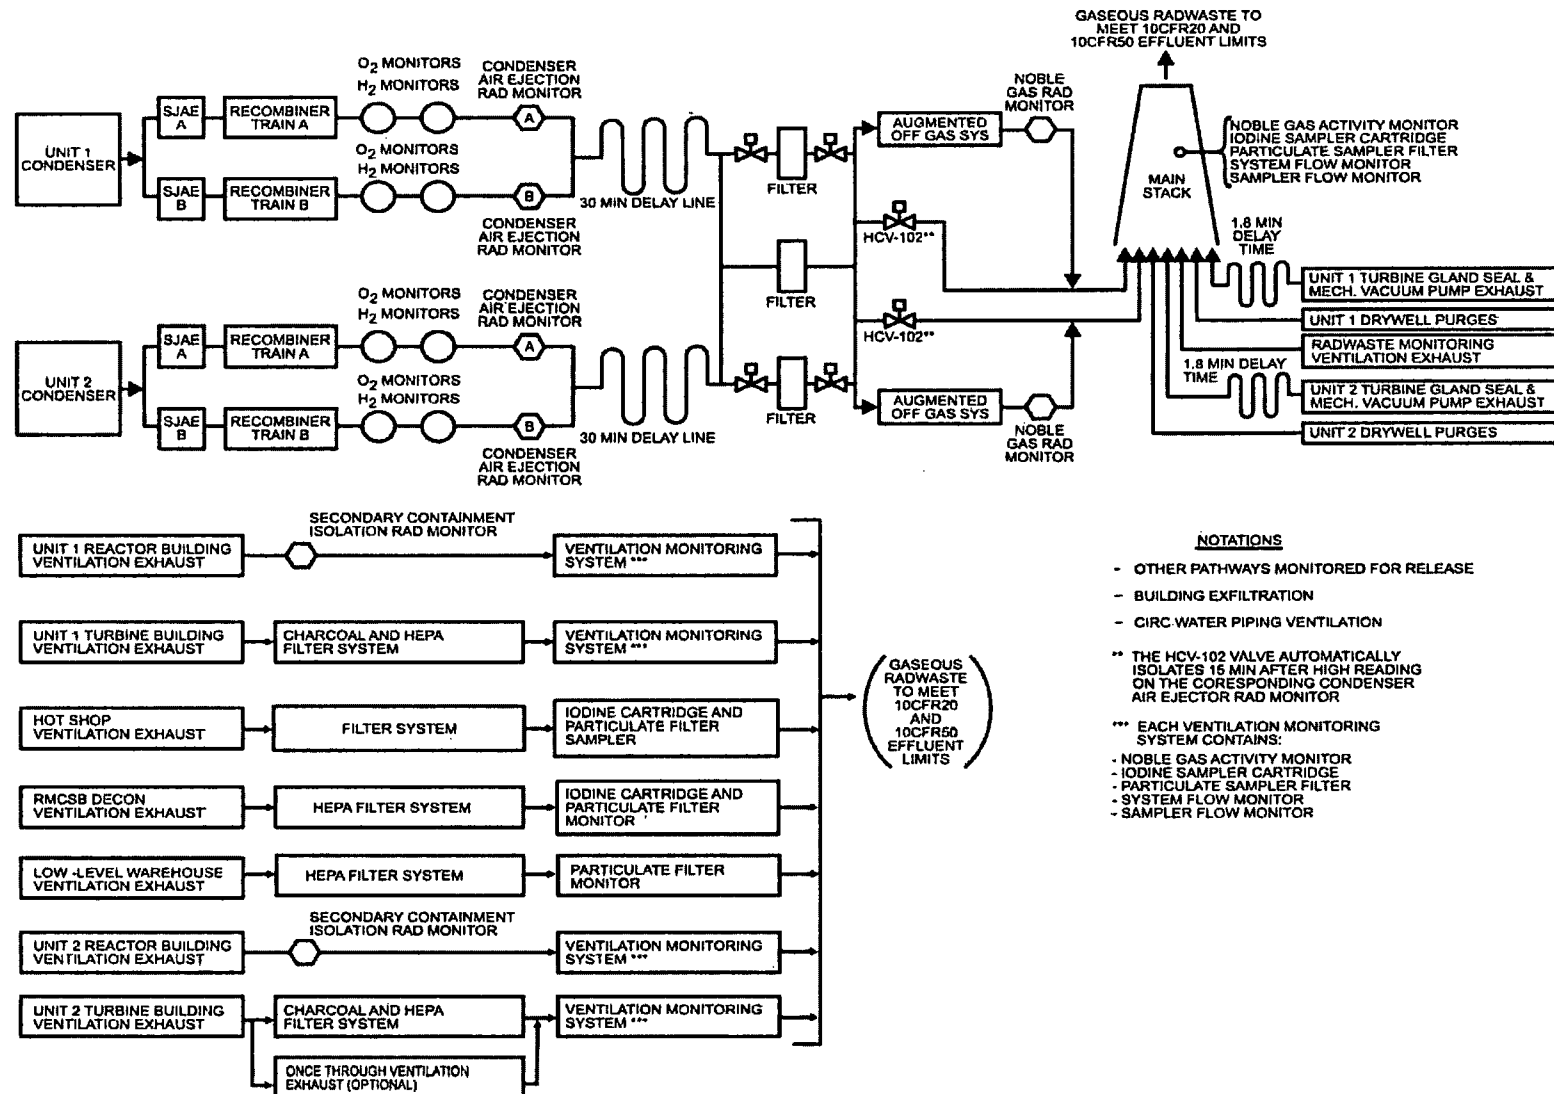 GASEOUS RADWASTE TO
MEET 10CFR20 AND
10CFR50 EFFLUENT LIMITS
O2 MONITORS
H2 MONITORS
CONDENSER
AIR EJECTION
RAD MONITOR
NOBLE
GAS RAD
MONITOR
UNIT 1
CONDENSER
SJAE
A
RECOMBINER
TRAIN A
A
AUGMENTED
OFF GAS SYS
NOBLE GAS ACTIVITY MONITOR
IODINE SAMPLER CARTRIDGE
PARTICULATE SAMPLER FILTER
SYSTEM FLOW MONITOR
SAMPLER FLOW MONITOR
MAIN
STACK
O2 MONITORS
H2 MONITORS
SJAE
B
RECOMBINER
TRAIN B
B
30 MIN DELAY LINE
FILTER
CONDENSER
AIR EJECTION
RAD MONITOR
HCV-102**
1.8 MIN
DELAY
TIME
UNIT 1 TURBINE GLAND SEAL &
MECH. VACUUM PUMP EXHAUST
FILTER
O2 MONITORS
H2 MONITORS
CONDENSER
AIR EJECTION
RAD MONITOR
HCV-102**
UNIT 1 DRYWELL PURGES
RADWASTE MONITORING
VENTILATION EXHAUST
UNIT 2
CONDENSER
SJAE
A
RECOMBINER
TRAIN A
A
1.8 MIN DELAY
TIME
UNIT 2 TURBINE GLAND SEAL &
MECH. VACUUM PUMP EXHAUST
O2 MONITORS
H2 MONITORS
SJAE
B
RECOMBINER
TRAIN B
B
30 MIN DELAY LINE
FILTER
AUGMENTED
OFF GAS SYS
NOBLE
GAS RAD
MONITOR
UNIT 2 DRYWELL PURGES
CONDENSER
AIR EJECTION
RAD MONITOR
SECONDARY CONTAINMENT
ISOLATION RAD MONITOR
UNIT 1 REACTOR BUILDING
VENTILATION EXHAUST
VENTILATION MONITORING
SYSTEM ***
UNIT 1 TURBINE BUILDING
VENTILATION EXHAUST
CHARCOAL AND HEPA
FILTER SYSTEM
VENTILATION MONITORING
SYSTEM ***
HOT SHOP
VENTILATION EXHAUST
FILTER SYSTEM
IODINE CARTRIDGE AND
PARTICULATE FILTER
SAMPLER
RMCSB DECON
VENTILATION EXHAUST
HEPA FILTER SYSTEM
IODINE CARTRIDGE AND
PARTICULATE FILTER
MONITOR
LOW -LEVEL WAREHOUSE
VENTILATION EXHAUST
HEPA FILTER SYSTEM
PARTICULATE FILTER
MONITOR
SECONDARY CONTAINMENT
ISOLATION RAD MONITOR
UNIT 2 REACTOR BUILDING
VENTILATION EXHAUST
VENTILATION MONITORING
SYSTEM ***
UNIT 2 TURBINE BUILDING
VENTILATION EXHAUST
CHARCOAL AND HEPA
FILTER SYSTEM
VENTILATION MONITORING
SYSTEM ***
ONCE THROUGH VENTILATION
EXHAUST (OPTIONAL)
GASEOUS
RADWASTE
TO MEET
10CFR20
AND
10CFR50
EFFLUENT
LIMITS
NOTATIONS
- OTHER PATHWAYS MONITORED FOR RELEASE
- BUILDING EXFILTRATION
- CIRC WATER PIPING VENTILATION
** THE HCV-102 VALVE AUTOMATICALLY
ISOLATES 15 MIN AFTER HIGH READING
ON THE CORESPONDING CONDENSER
AIR EJECTOR RAD MONITOR
*** EACH VENTILATION MONITORING
SYSTEM CONTAINS:
- NOBLE GAS ACTIVITY MONITOR
- IODINE SAMPLER CARTRIDGE
- PARTICULATE SAMPLER FILTER
- SYSTEM FLOW MONITOR
- SAMPLER FLOW MONITOR